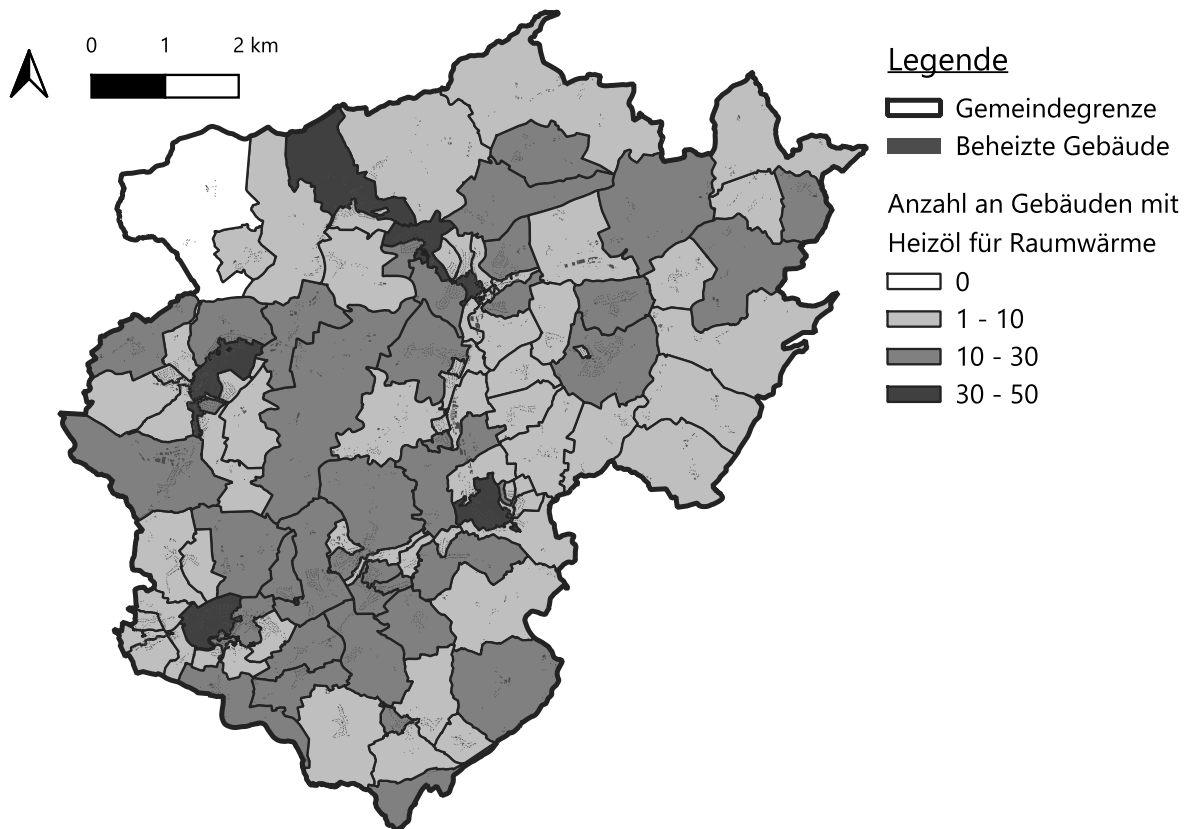 0 1 2 km
Legende
Gemeindegrenze
Beheizte Gebäude
Anzahl an Gebäuden mit
Heizöl für Raumwärme
0
1 - 10
10 - 30
30 - 50